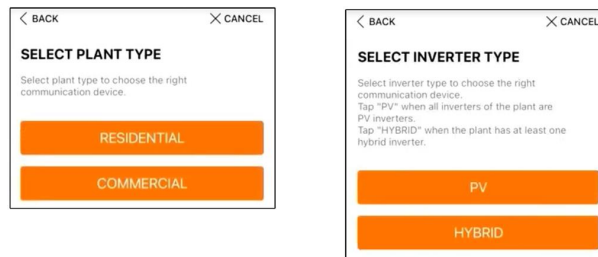 BACK
CANCEL
SELECT PLANT TYPE
Select plant type to choose the right
communication device.
RESIDENTIAL
COMMERCIAL
BACK
CANCEL
SELECT INVERTER TYPE
Select inverter type to choose the right
communication device.
Tap "PV" when all inverters of the plant are
PV inverters.
Tap "HYBRID" when the plant has at least one
hybrid inverter.
PV
HYBRID